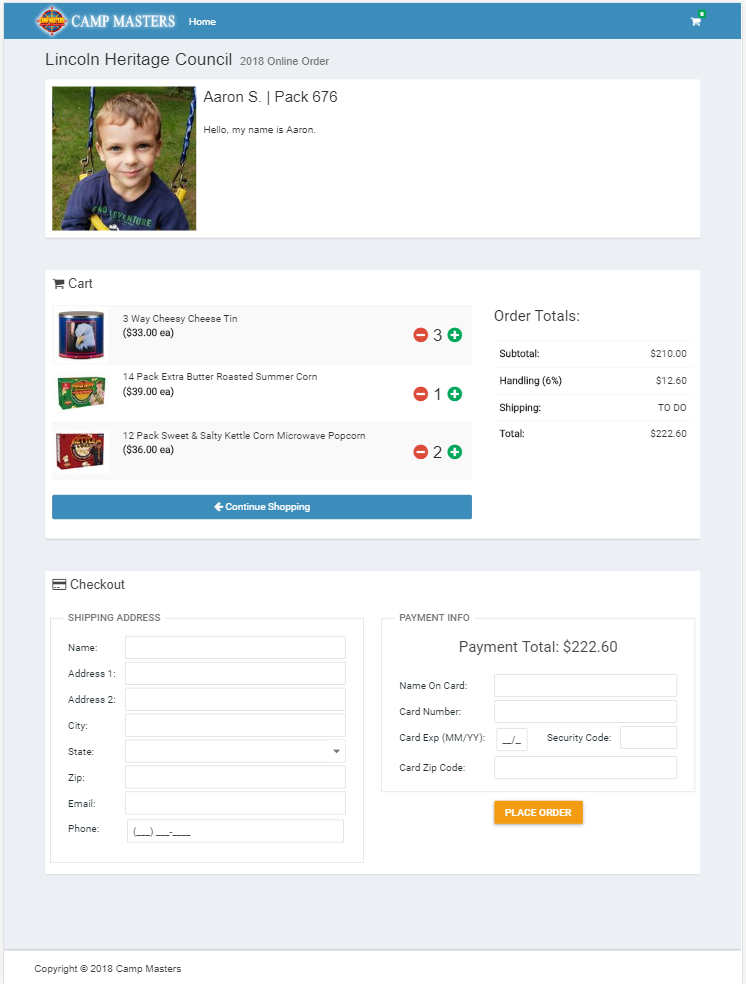 CAMP MASTERS Home
Lincoln Heritage Council 2018 Online Order
Aaron S. | Pack 676
Hello, my name is Aaron.
ADVENTURE
Cart
3 Way Cheesy Cheese Tin
($33.00 ea)
3
14 Pack Extra Butter Roasted Summer Corn
($39.00 ea)
1
12 Pack Sweet & Salty Kettle Corn Microwave Popcorn
($36.00 ea)
2
Continue Shopping
Order Totals:
Subtotal: $210.00
Handling (6%) $12.60
Shipping: TO DO
Total: $222.60
Checkout
SHIPPING ADDRESS
Name:
Address 1:
Address 2:
City:
State:
Zip:
Email:
Phone: (___) ___-____
PAYMENT INFO
Payment Total: $222.60
Name On Card:
Card Number:
Card Exp (MM/YY): __/_ Security Code:
Card Zip Code:
PLACE ORDER
Copyright © 2018 Camp Masters